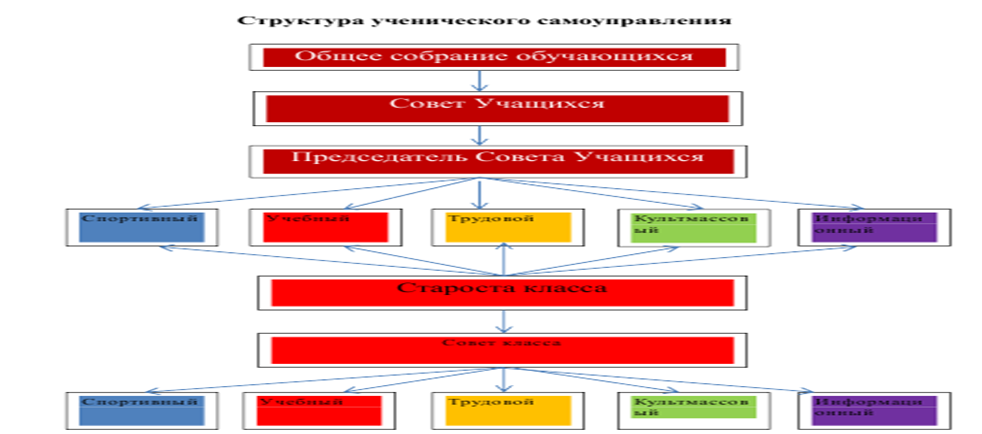 Структура ученического самоуправления
Общее собрание обучающихся
Совет Учащихся
Председатель Совета Учащихся
Спортивный
Учебный
Трудовой
Культмассов
ый
Информаци
онный
Староста класса
Совет класса
Спортивный
Учебный
Трудовой
Культмассов
ый
Информаци
онный